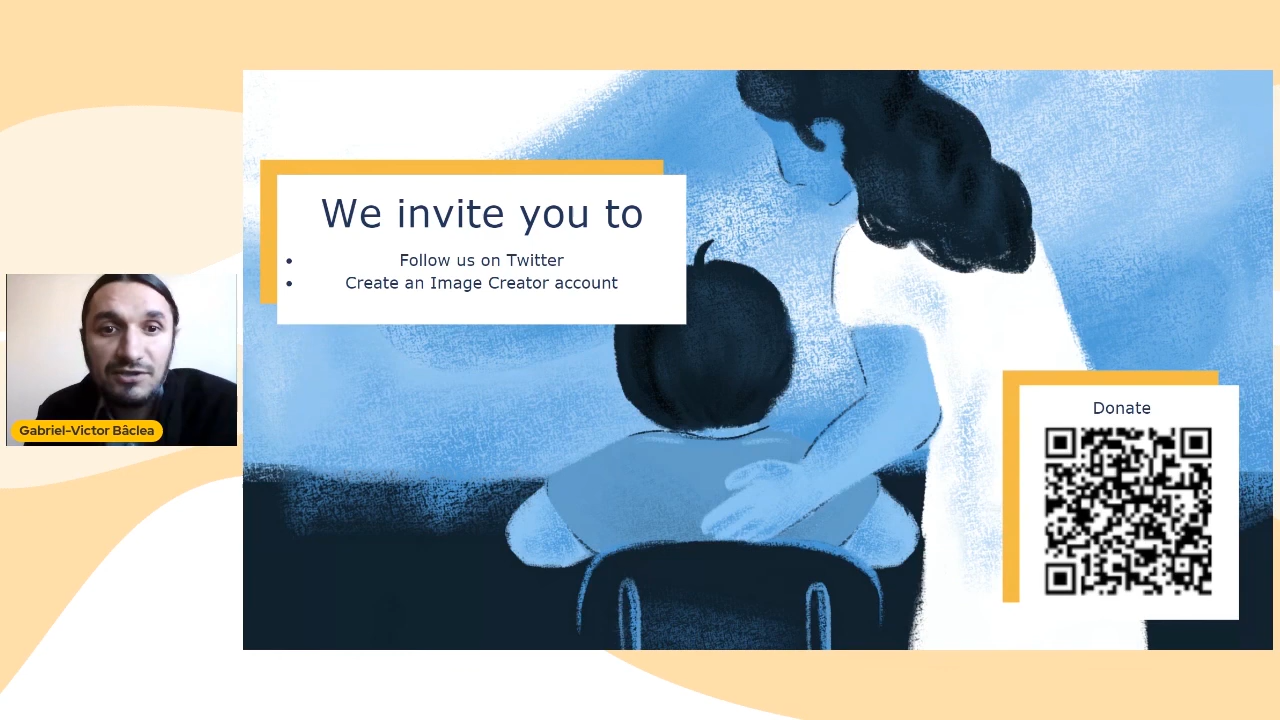 We invite you to
Follow us on Twitter
Create an Image Creator account
Gabriel-Victor Bâclea
Donate